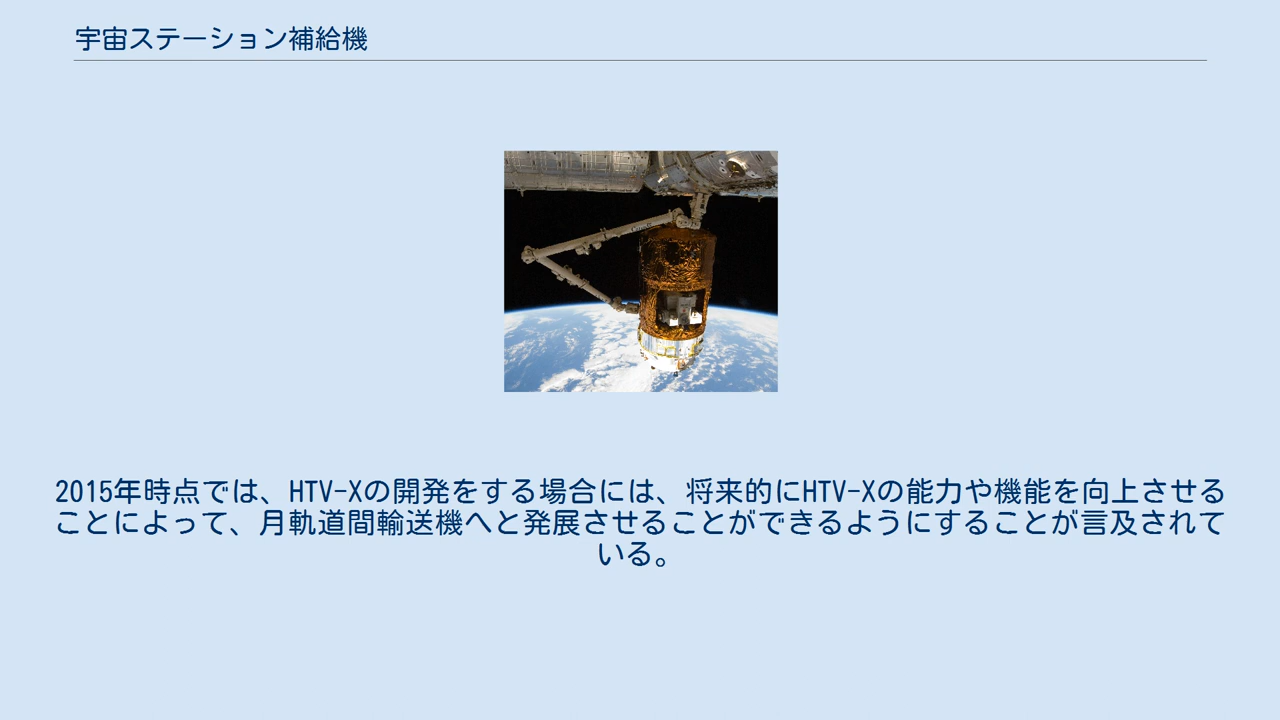 宇宙ステーション補給機
2015年時点では、HTV-Xの開発をする場合には、将来的にHTV-Xの能力や機能を向上させる
ことによって、月軌道間輸送機へと発展させることができるようにすることが言及されて
いる。